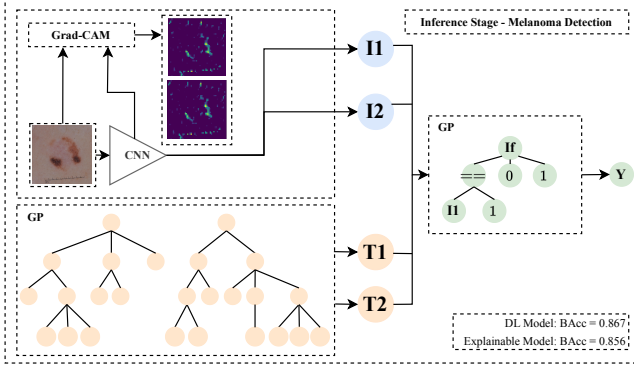 Inference Stage - Melanoma Detection
Grad-CAM
CNN
I1
I2
GP
If
== 0 1
I1 1
Y
GP
T1
T2
DL Model: BAcc = 0.867
Explainable Model: BAcc = 0.856